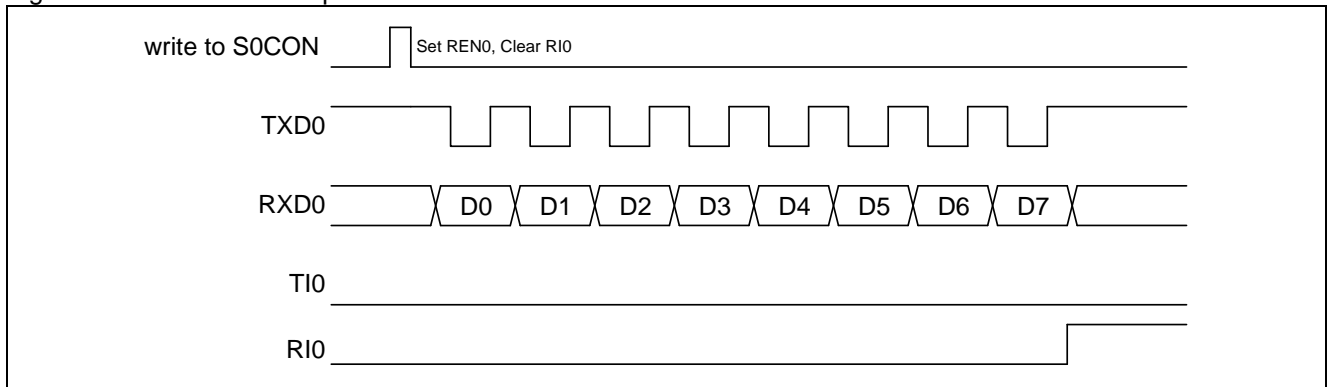 write to S0CON
Set REN0, Clear RI0
TXD0
RXD0
D0 D1 D2 D3 D4 D5 D6 D7
TI0
RI0